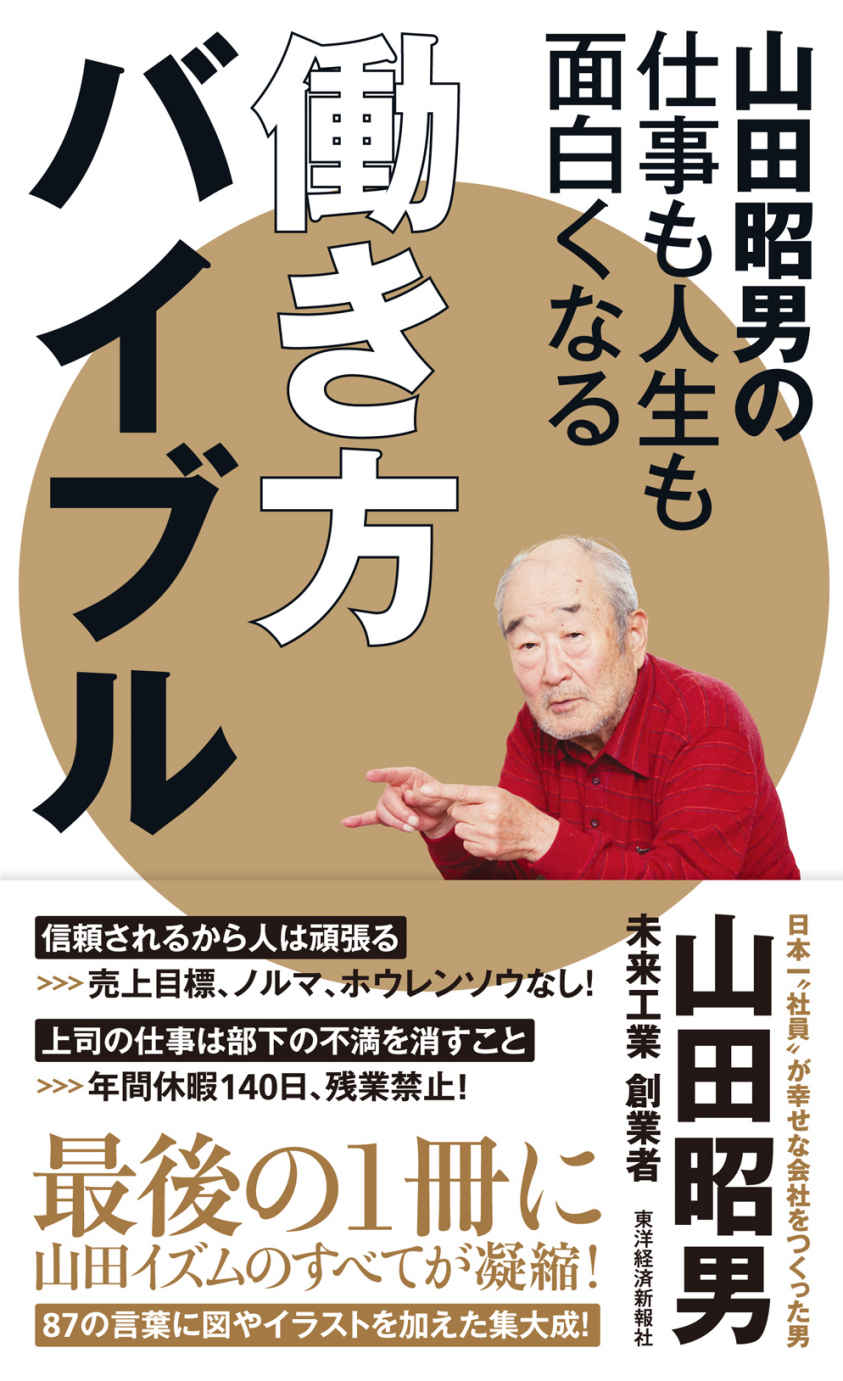 山田昭男の
仕事も人生も
面白くなる
働き方
バイブル
日本一〝社員〟が幸せな会社をつくった男
山田昭男
未来工業 創業者
東洋経済新報社
信頼されるから人は頑張る
>>>売上目標、ノルマ、ホウレンソウなし!
上司の仕事は部下の不満を消すこと
>>>年間休暇140日、残業禁止!
最後の1冊に
山田イズムのすべてが凝縮!
87の言葉に図やイラストを加えた集大成!